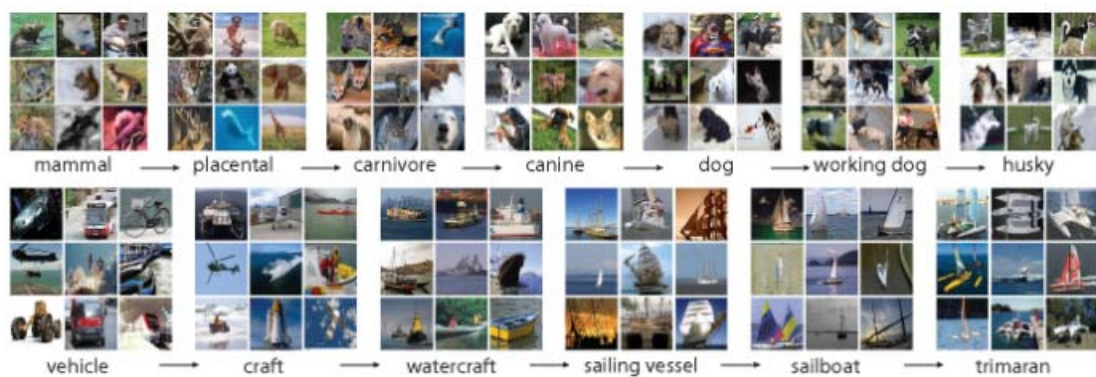 mammal → placental → carnivore → canine → dog → working dog → husky
vehicle → craft → watercraft → sailing vessel → sailboat → trimaran